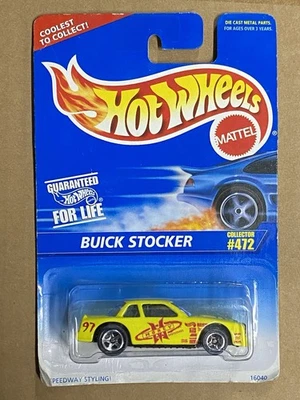 COOLEST
TO COLLECT!
DIE CAST METAL PARTS.
FOR AGES OVER 3 YEARS.
HOT WHEELS
MATTEL
GUARANTEED
HOT WHEELS
FOR LIFE
BUICK STOCKER
COLLECTOR
#472
97
PEEDWAY STYLING!
16040